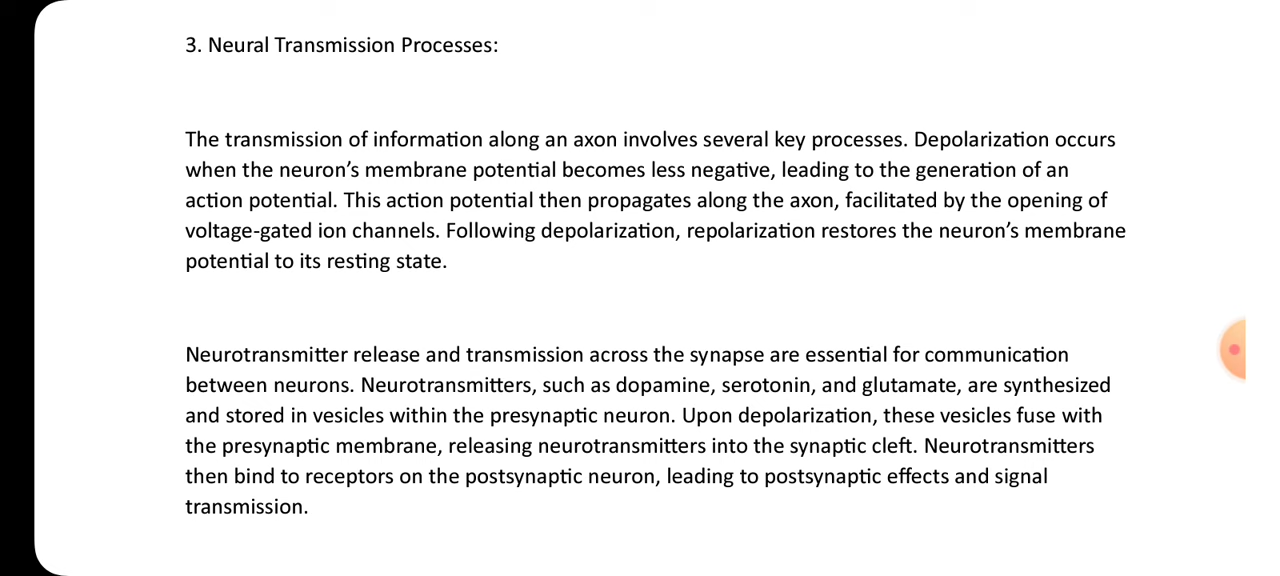 3. Neural Transmission Processes:
The transmission of information along an axon involves several key processes. Depolarization occurs
when the neuron’s membrane potential becomes less negative, leading to the generation of an
action potential. This action potential then propagates along the axon, facilitated by the opening of
voltage-gated ion channels. Following depolarization, repolarization restores the neuron’s membrane
potential to its resting state.
Neurotransmitter release and transmission across the synapse are essential for communication
between neurons. Neurotransmitters, such as dopamine, serotonin, and glutamate, are synthesized
and stored in vesicles within the presynaptic neuron. Upon depolarization, these vesicles fuse with
the presynaptic membrane, releasing neurotransmitters into the synaptic cleft. Neurotransmitters
then bind to receptors on the postsynaptic neuron, leading to postsynaptic effects and signal
transmission.